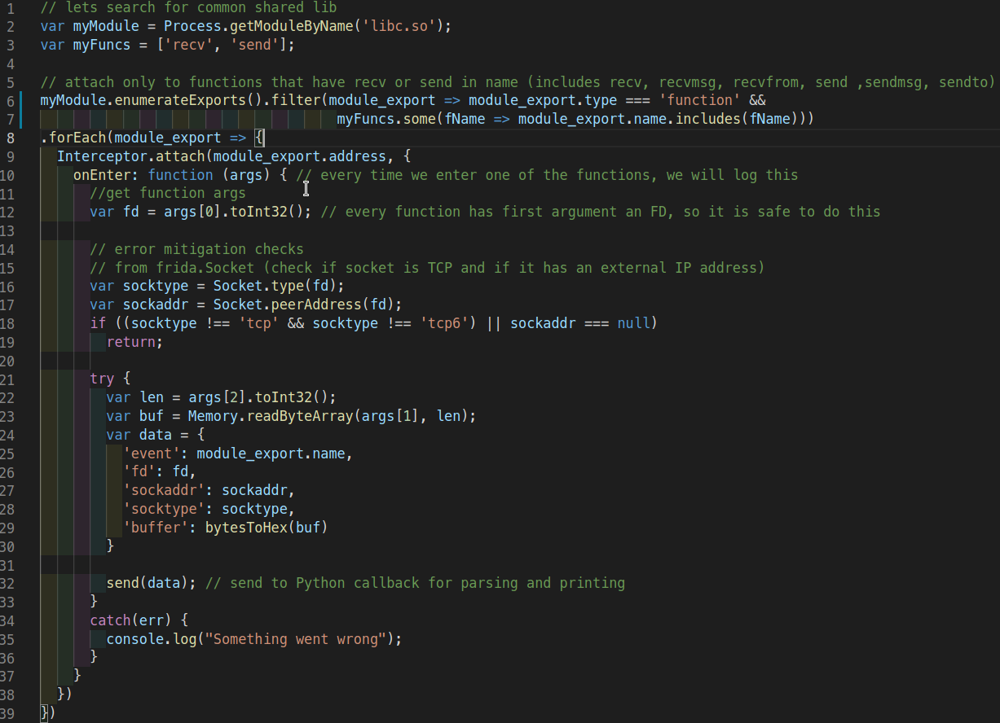 1 // lets search for common shared lib
2 var myModule = Process.getModuleByName('libc.so');
3 var myFuncs = ['recv', 'send'];
4
5 // attach only to functions that have recv or send in name (includes recv, recvmsg, recvfrom, send ,sendmsg, sendto)
6 myModule.enumerateExports().filter(module_export => module_export.type === 'function' &&
7 myFuncs.some(fName => module_export.name.includes(fName)))
8 .forEach(module_export => {
9 Interceptor.attach(module_export.address, {
10 onEnter: function (args) { // every time we enter one of the functions, we will log this
11 //get function args
12 var fd = args[0].toInt32(); // every function has first argument an FD, so it is safe to do this
13
14 // error mitigation checks
15 // from frida.Socket (check if socket is TCP and if it has an external IP address)
16 var socktype = Socket.type(fd);
17 var sockaddr = Socket.peerAddress(fd);
18 if ((socktype !== 'tcp' && socktype !== 'tcp6') || sockaddr === null)
19 return;
20
21 try {
22 var len = args[2].toInt32();
23 var buf = Memory.readByteArray(args[1], len);
24 var data = {
25 'event': module_export.name,
26 'fd': fd,
27 'sockaddr': sockaddr,
28 'socktype': socktype,
29 'buffer': bytesToHex(buf)
30 }
31
32 send(data); // send to Python callback for parsing and printing
33 }
34 catch(err) {
35 console.log("Something went wrong");
36 }
37 }
38 })
39 })